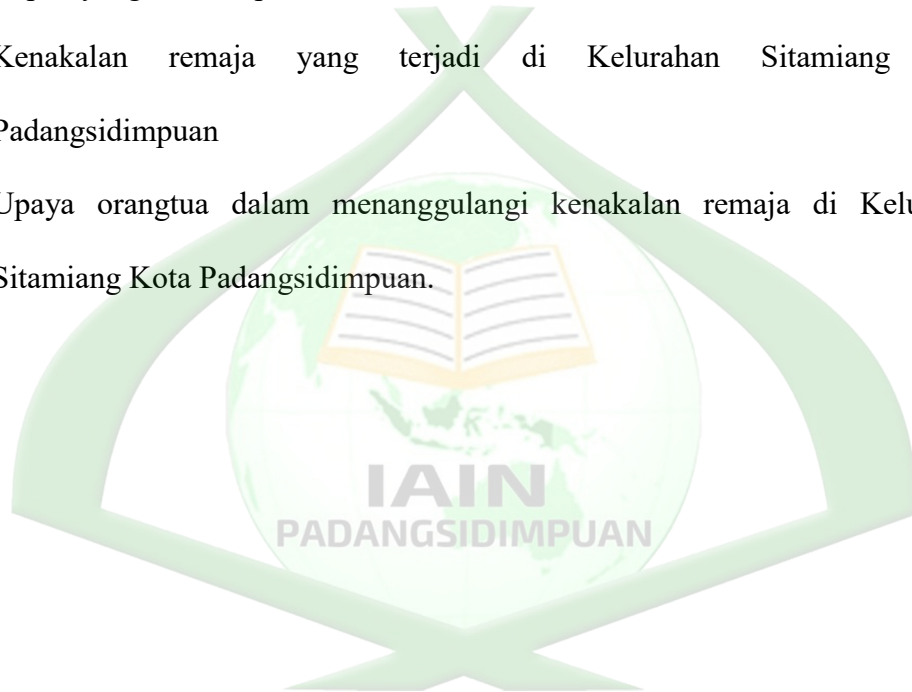 Kenakalan remaja yang terjadi di Kelurahan Sitamiang
Padangsidimpuan
Upaya orangtua dalam menanggulangi kenakalan remaja di
Sitamiang Kota Padangsidimpuan.
IAIN
PADANGSIDIMPUAN